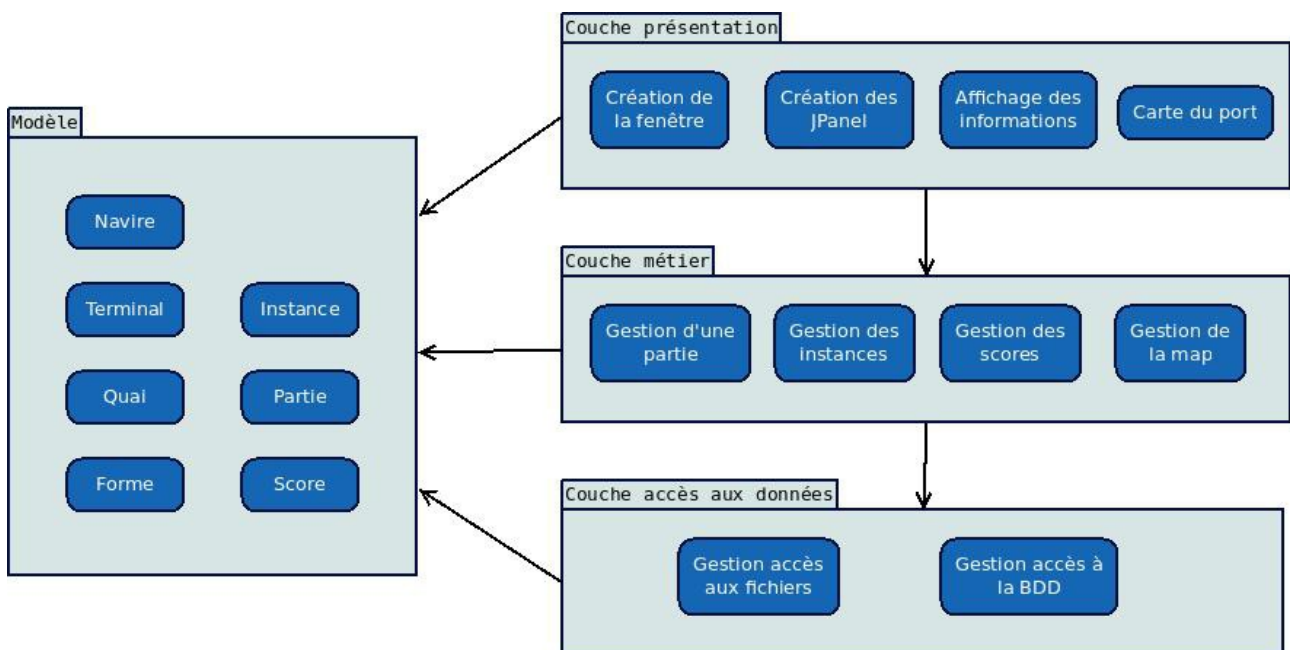 Modèle
Navire
Terminal
Instance
Quai
Partie
Forme
Score
Couche présentation
Création de
la fenêtre
Création des
JPanel
Affichage des
informations
Carte du port
Couche métier
Gestion d'une
partie
Gestion des
instances
Gestion des
scores
Gestion de
la map
Couche accès aux données
Gestion accès
aux fichiers
Gestion accès à
la BDD